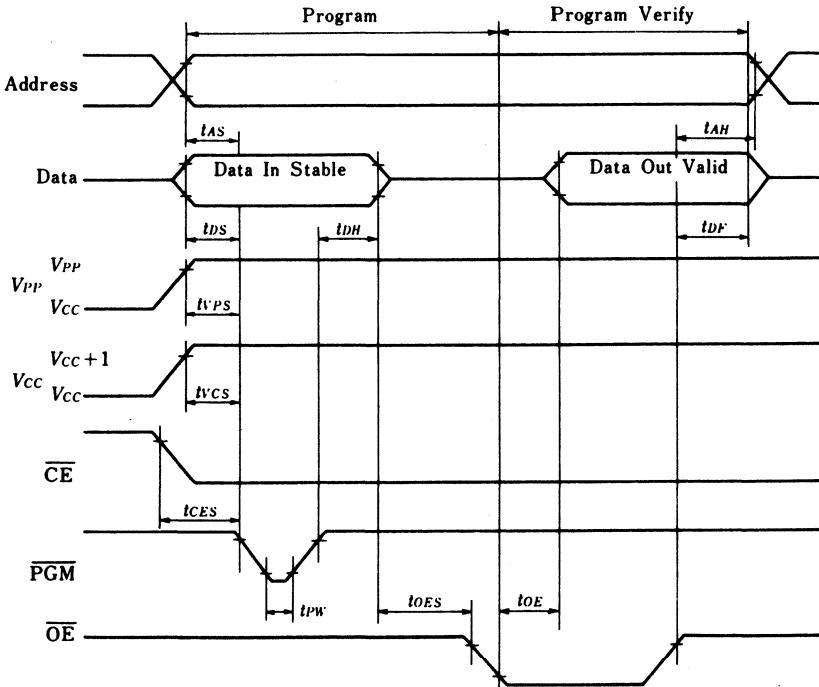 Program Program Verify
Address
tAS tAH
Data Data In Stable Data Out Valid
tDS tDH tDF
VPP
VPP
VCC tVPS
VCC+1
VCC
VCC tVCS
CE
tCES
PGM
tPW tOES tOE
OE